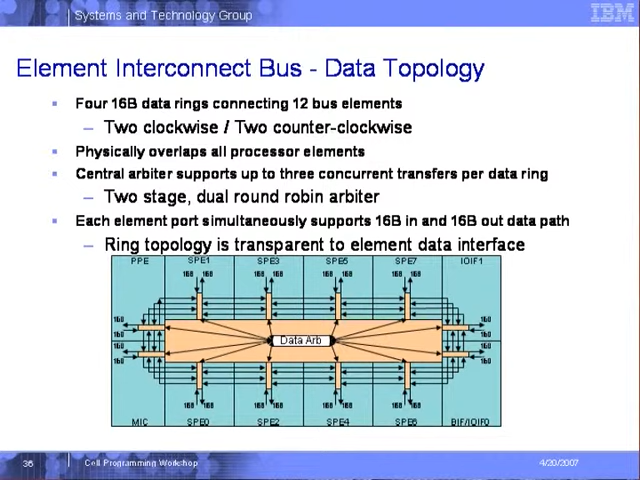 Systems and Technology Group
IBM
Element Interconnect Bus - Data Topology
Four 16B data rings connecting 12 bus elements
– Two clockwise / Two counter-clockwise
Physically overlaps all processor elements
Central arbiter supports up to three concurrent transfers per data ring
– Two stage, dual round robin arbiter
Each element port simultaneously supports 16B in and 16B out data path
– Ring topology is transparent to element data interface
PPE SPE1 SPE3 SPE5 SPE7 IOIF1
16B 16B 16B 16B 16B 16B 16B 16B
16B 16B
16B 16B
Data Arb
16B 16B
16B 16B
16B 16B 16B 16B 16B 16B 16B 16B
MIC SPE0 SPE2 SPE4 SPE6 BIF/IOIF0
36 Cell Programming Workshop 4/20/2007